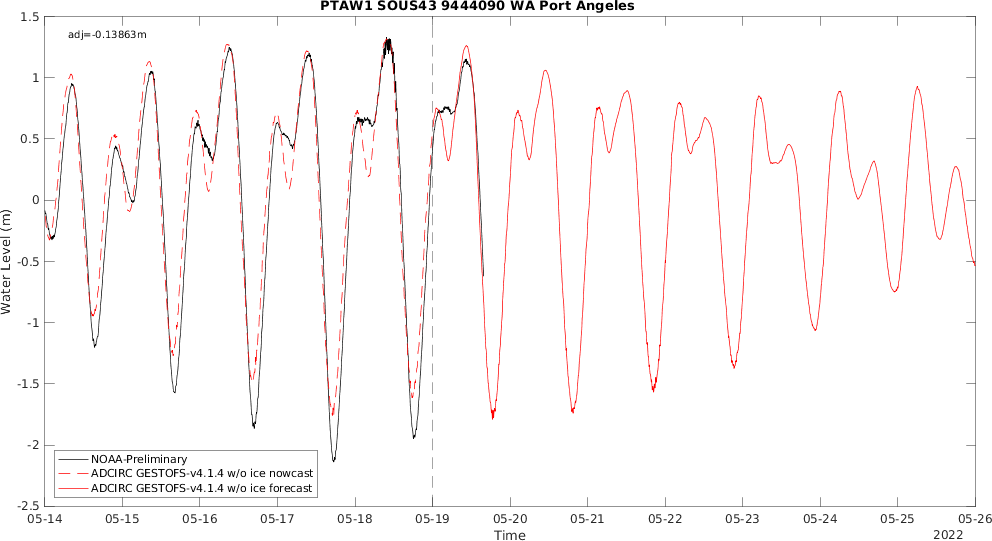 PTAW1 SOUS43 9444090 WA Port Angeles
adj=-0.13863m
1.5
1
0.5
0
-0.5
-1
-1.5
-2
-2.5
Water Level (m)
NOAA-Preliminary
ADCIRC GESTOFS-v4.1.4 w/o ice nowcast
ADCIRC GESTOFS-v4.1.4 w/o ice forecast
05-14 05-15 05-16 05-17 05-18 05-19 05-20 05-21 05-22 05-23 05-24 05-25 05-26
Time
2022